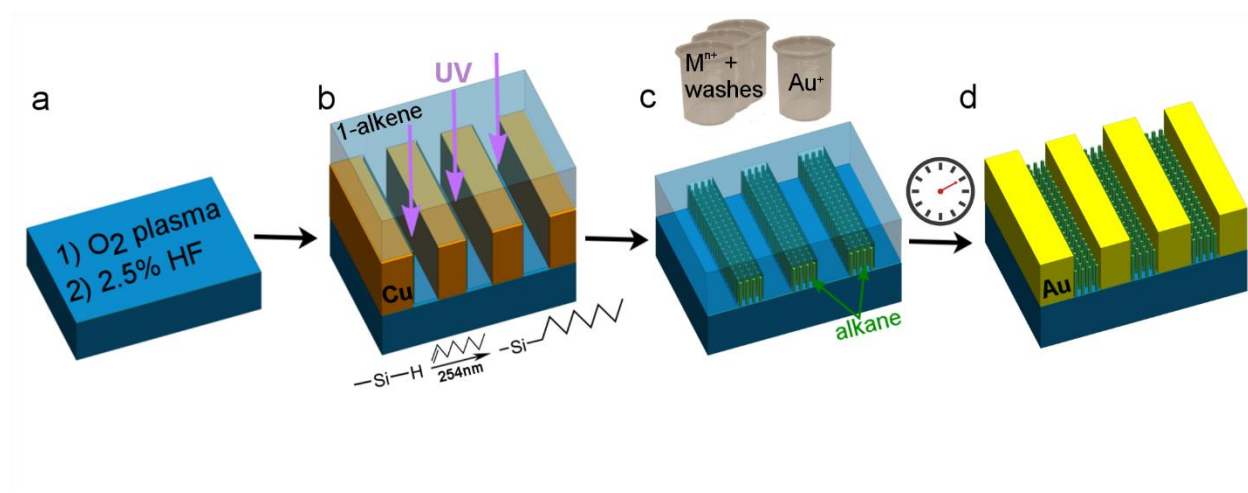 a
1) O2 plasma
2) 2.5% HF
b
UV
1-alkene
Cu
-Si-H
254nm
-Si-
c
Mn+ +
washes
Au+
alkane
d
Au